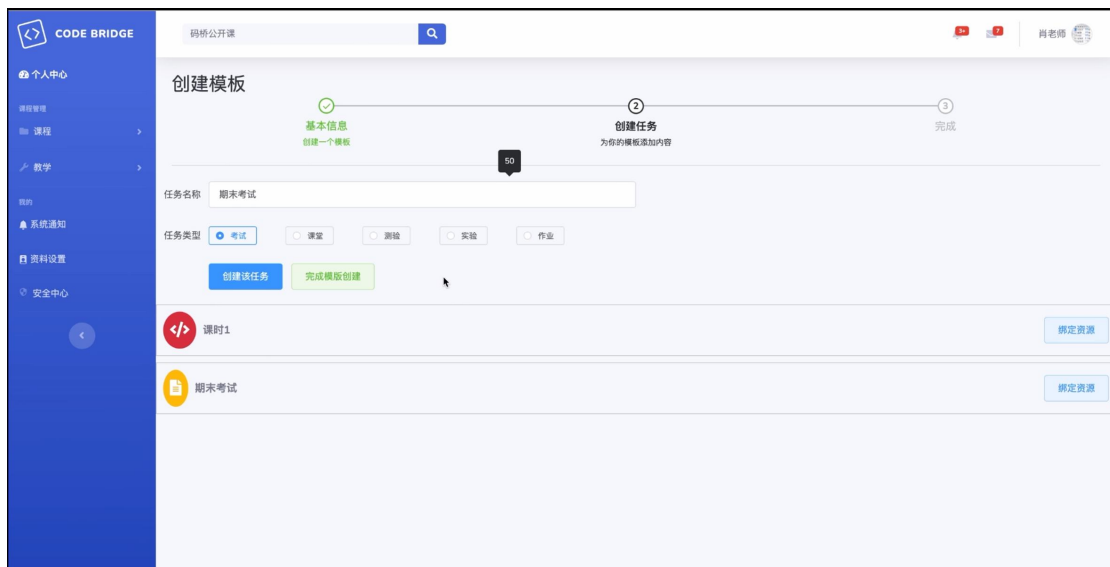 CODE BRIDGE
码桥公开课
3+
7
肖老师
个人中心
课程管理
课程
教学
我的
系统通知
资料设置
安全中心
创建模板
基本信息
创建一个模板
2
创建任务
为你的模板添加内容
3
完成
50
任务名称
期末考试
任务类型
考试
课堂
测验
实验
作业
创建该任务
完成模版创建
课时1
绑定资源
期末考试
绑定资源